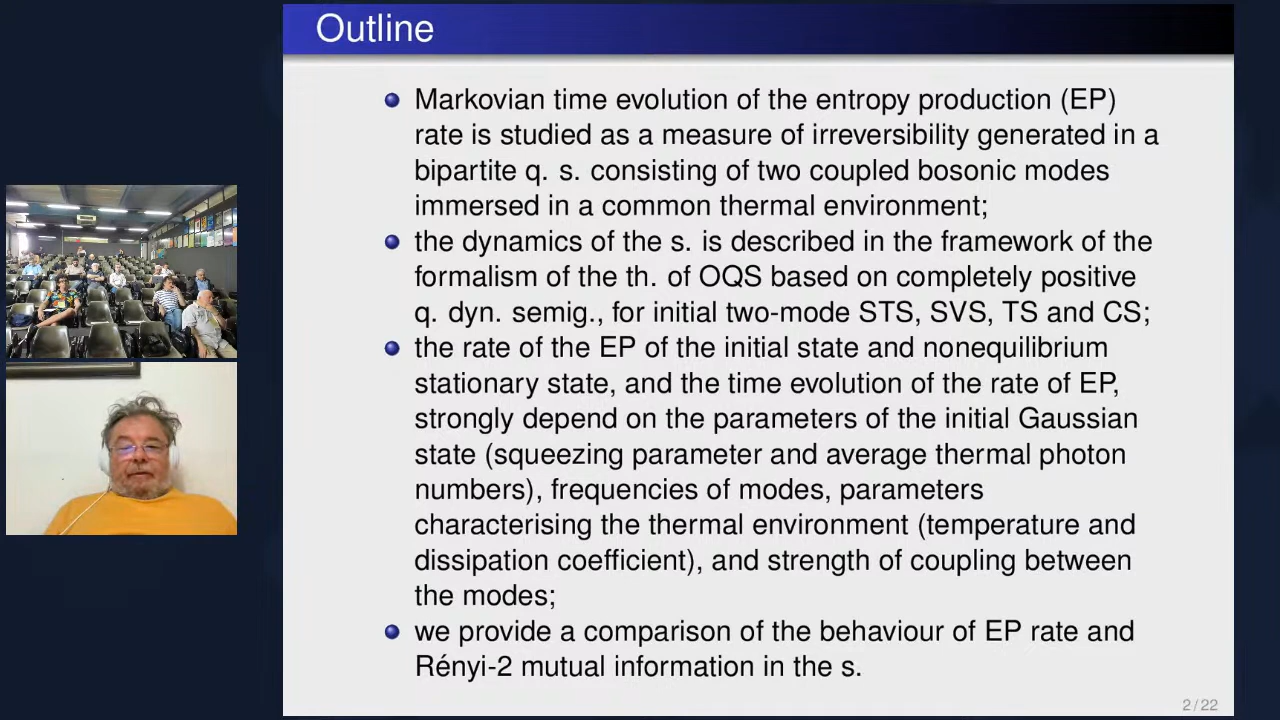 Outline
Markovian time evolution of the entropy production (EP)
rate is studied as a measure of irreversibility generated in a
bipartite q. s. consisting of two coupled bosonic modes
immersed in a common thermal environment;
the dynamics of the s. is described in the framework of the
formalism of the th. of OQS based on completely positive
q. dyn. semig., for initial two-mode STS, SVS, TS and CS;
the rate of the EP of the initial state and nonequilibrium
stationary state, and the time evolution of the rate of EP,
strongly depend on the parameters of the initial Gaussian
state (squeezing parameter and average thermal photon
numbers), frequencies of modes, parameters
characterising the thermal environment (temperature and
dissipation coefficient), and strength of coupling between
the modes;
we provide a comparison of the behaviour of EP rate and
Rényi-2 mutual information in the s.
2 / 22